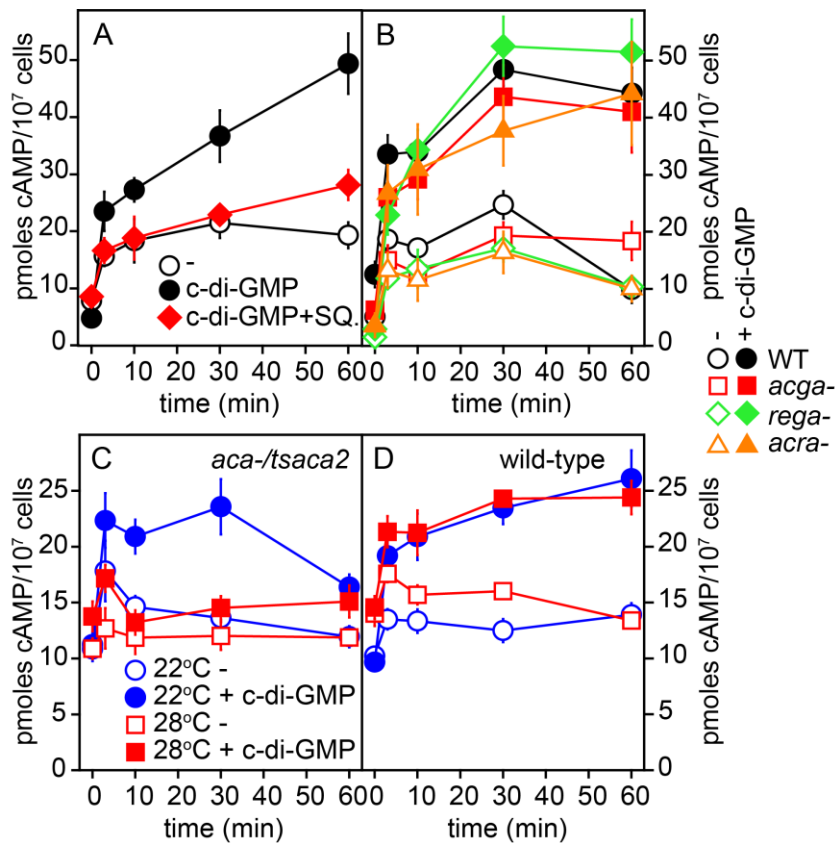 A
B
pmoles cAMP/10⁷ cells
50
40
30
20
10
0
-
c-di-GMP
c-di-GMP+SQ.
0 10 20 30 40 50 60
time (min)
0 10 20 30 40 50 60
time (min)
50
40
30
20
10
0
pmoles cAMP/10⁷ cells
- + c-di-GMP
WT
acga-
rega-
acra-
C aca-/tsaca2
D wild-type
pmoles cAMP/10⁷ cells
25
20
15
10
5
0
22°C -
22°C + c-di-GMP
28°C -
28°C + c-di-GMP
0 10 20 30 40 50 60
time (min)
0 10 20 30 40 50 60
time (min)
25
20
15
10
5
0
pmoles cAMP/10⁷ cells